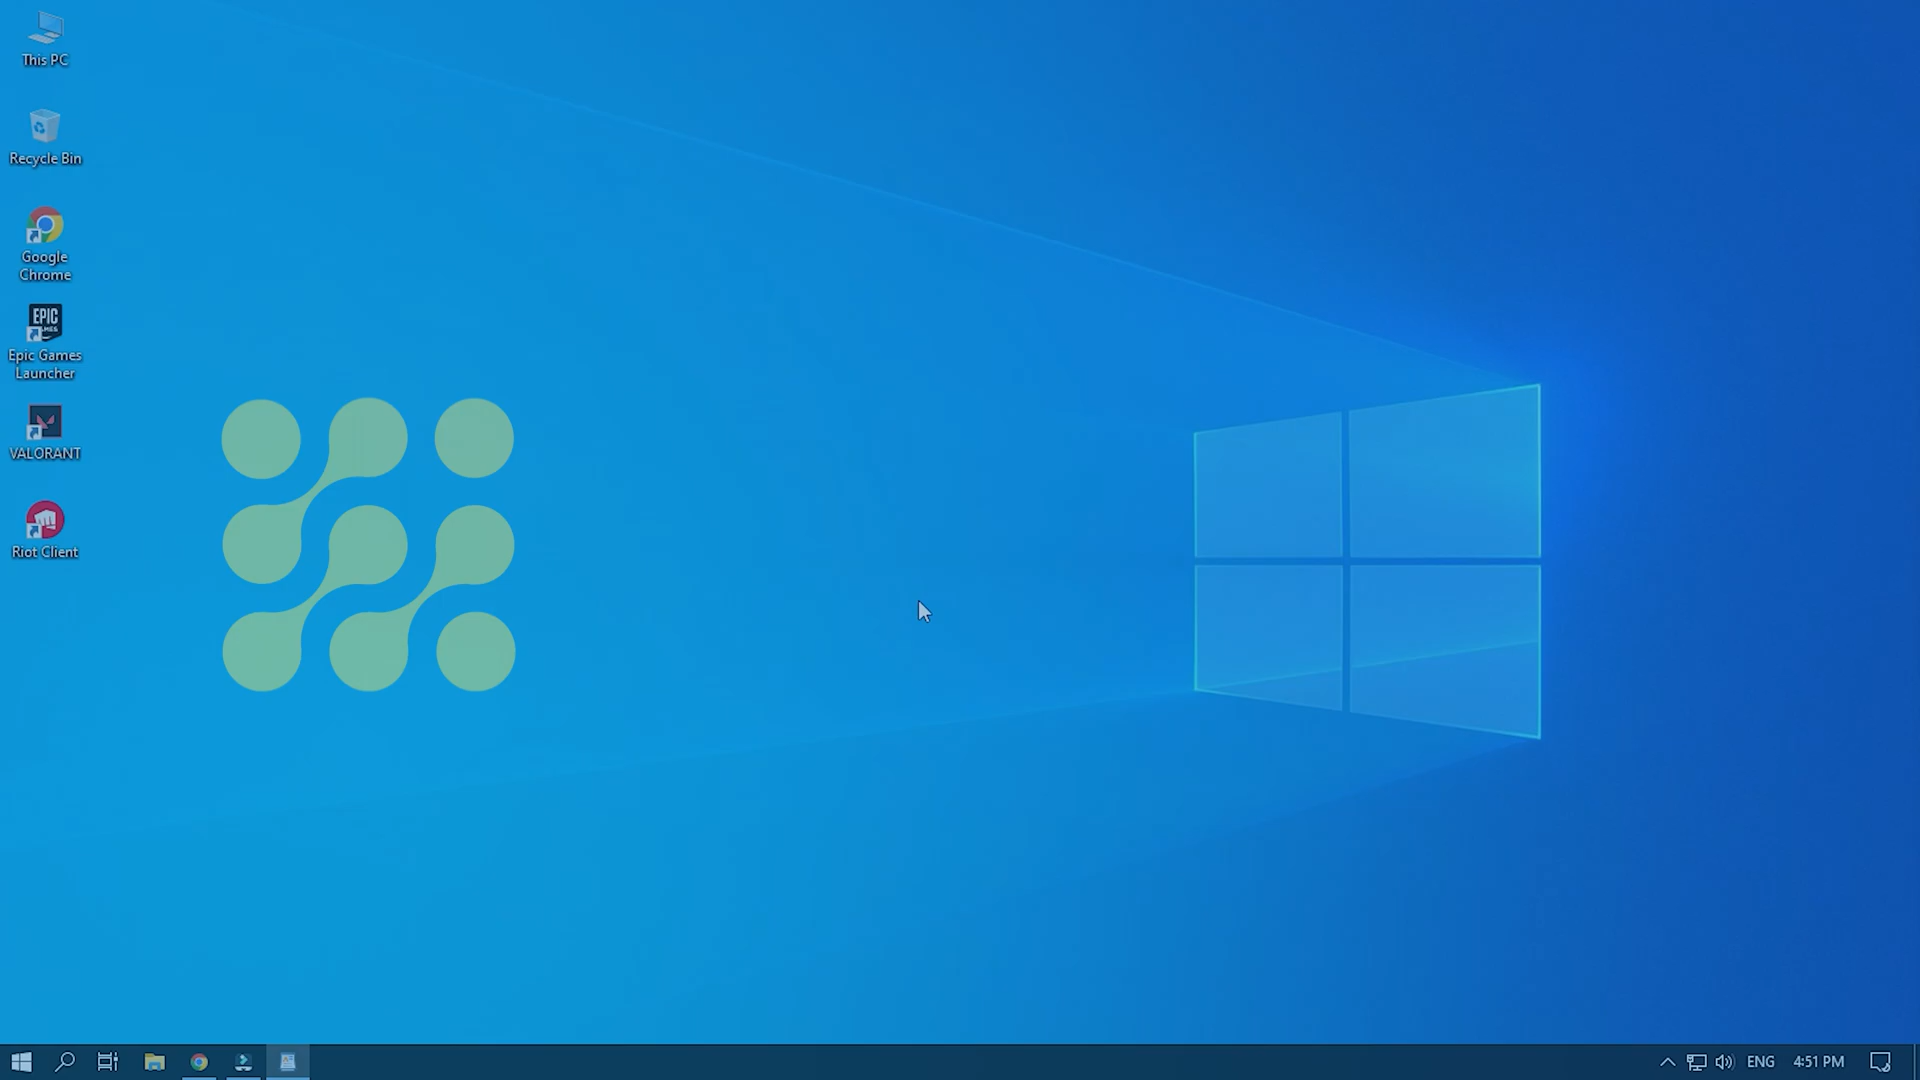 This PC
Recycle Bin
Google
Chrome
EPIC
Epic Games
Launcher
VALORANT
Riot Client
ENG
4:51 PM